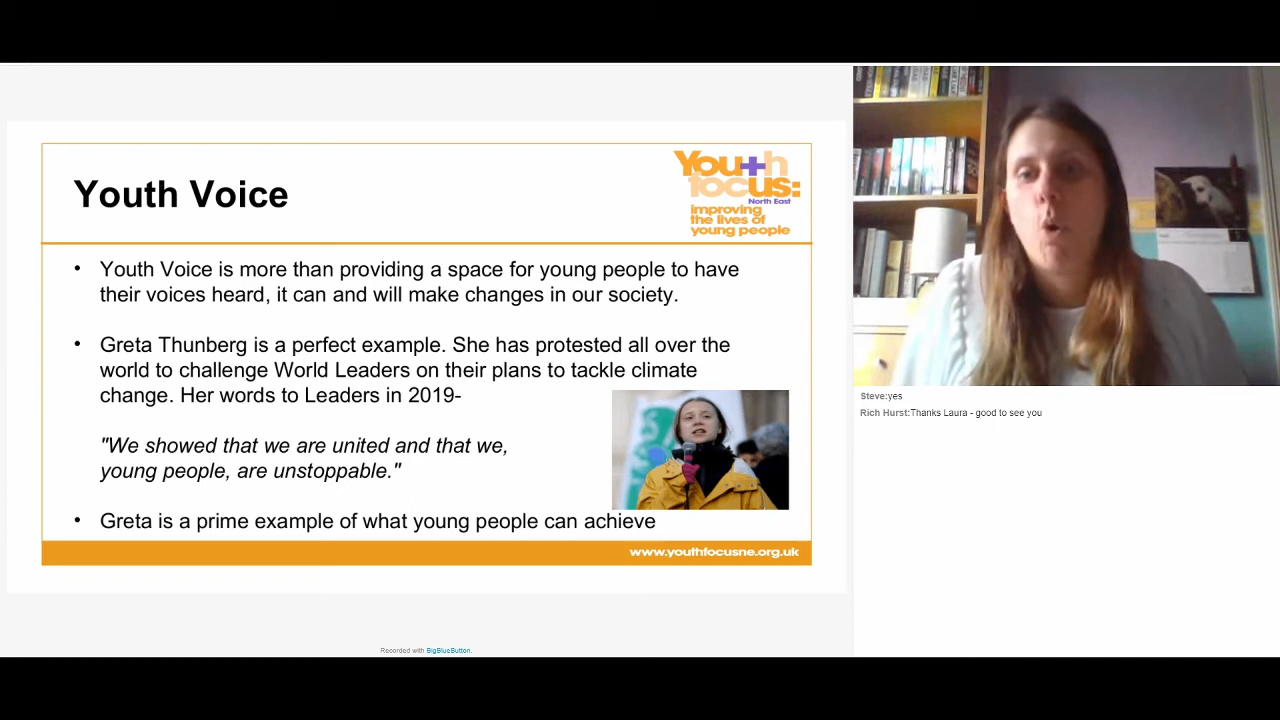 Youth Voice
Youth
focus:
North East
improving
the lives of
young people
• Youth Voice is more than providing a space for young people to have
their voices heard, it can and will make changes in our society.
• Greta Thunberg is a perfect example. She has protested all over the
world to challenge World Leaders on their plans to tackle climate
change. Her words to Leaders in 2019-
"We showed that we are united and that we,
young people, are unstoppable."
• Greta is a prime example of what young people can achieve
www.youthfocusne.org.uk
Recorded with BigBlueButton.
Steve:yes
Rich Hurst:Thanks Laura - good to see you